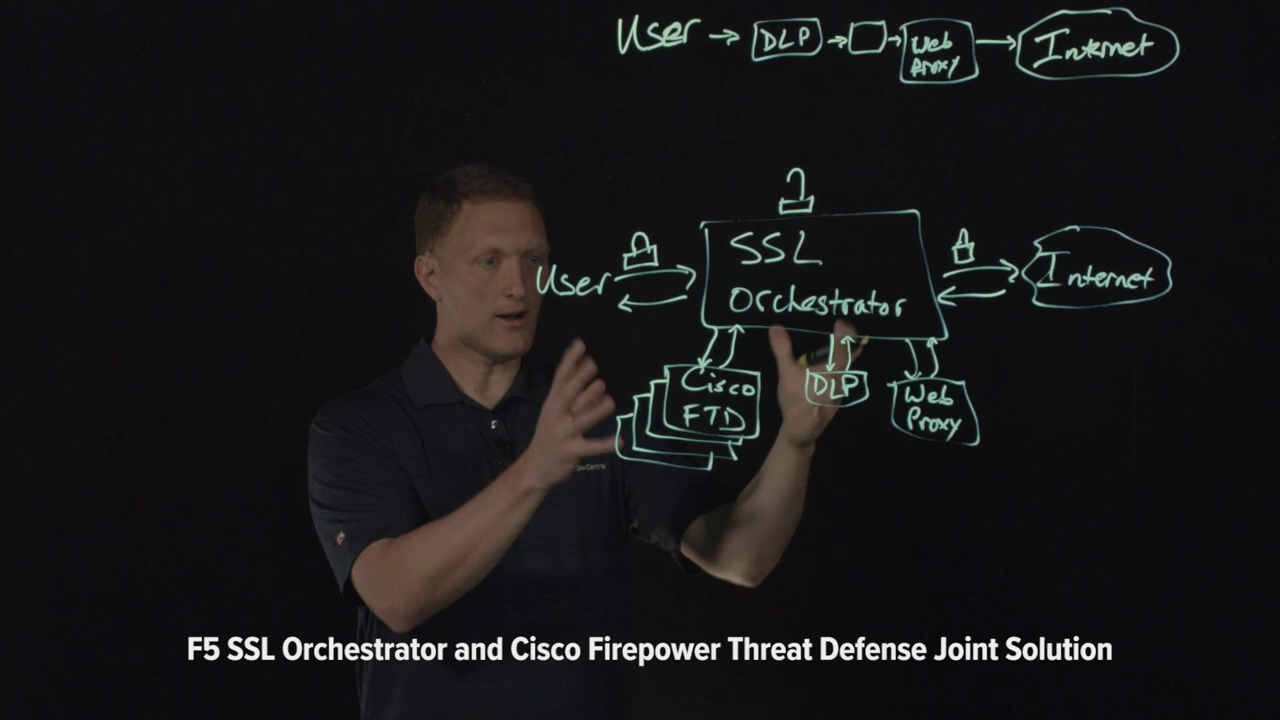 User → DLP → → Web Proxy → Internet
SSL
Orchestrator
User
Internet
Cisco
FTD
DLP
Web
Proxy
DevCentral
F5 SSL Orchestrator and Cisco Firepower Threat Defense Joint Solution